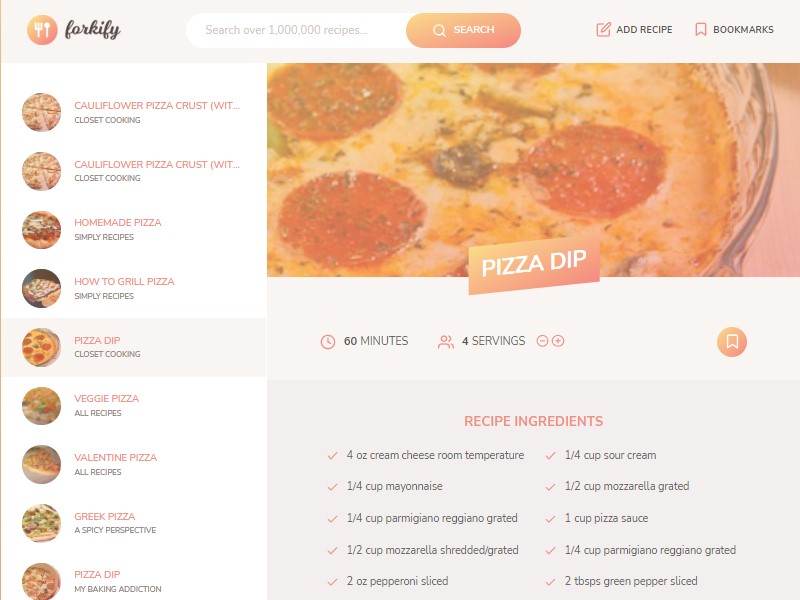 forkify
Search over 1,000,000 recipes...
SEARCH
ADD RECIPE
BOOKMARKS
CAULIFLOWER PIZZA CRUST (WIT...
CLOSET COOKING
CAULIFLOWER PIZZA CRUST (WIT...
CLOSET COOKING
HOMEMADE PIZZA
SIMPLY RECIPES
HOW TO GRILL PIZZA
SIMPLY RECIPES
PIZZA DIP
CLOSET COOKING
VEGGIE PIZZA
ALL RECIPES
VALENTINE PIZZA
ALL RECIPES
GREEK PIZZA
A SPICY PERSPECTIVE
PIZZA DIP
MY BAKING ADDICTION
PIZZA DIP
60 MINUTES
4 SERVINGS
RECIPE INGREDIENTS
4 oz cream cheese room temperature
1/4 cup sour cream
1/4 cup mayonnaise
1/2 cup mozzarella grated
1/4 cup parmigiano reggiano grated
1 cup pizza sauce
1/2 cup mozzarella shredded/grated
1/4 cup parmigiano reggiano grated
2 oz pepperoni sliced
2 tbsps green pepper sliced